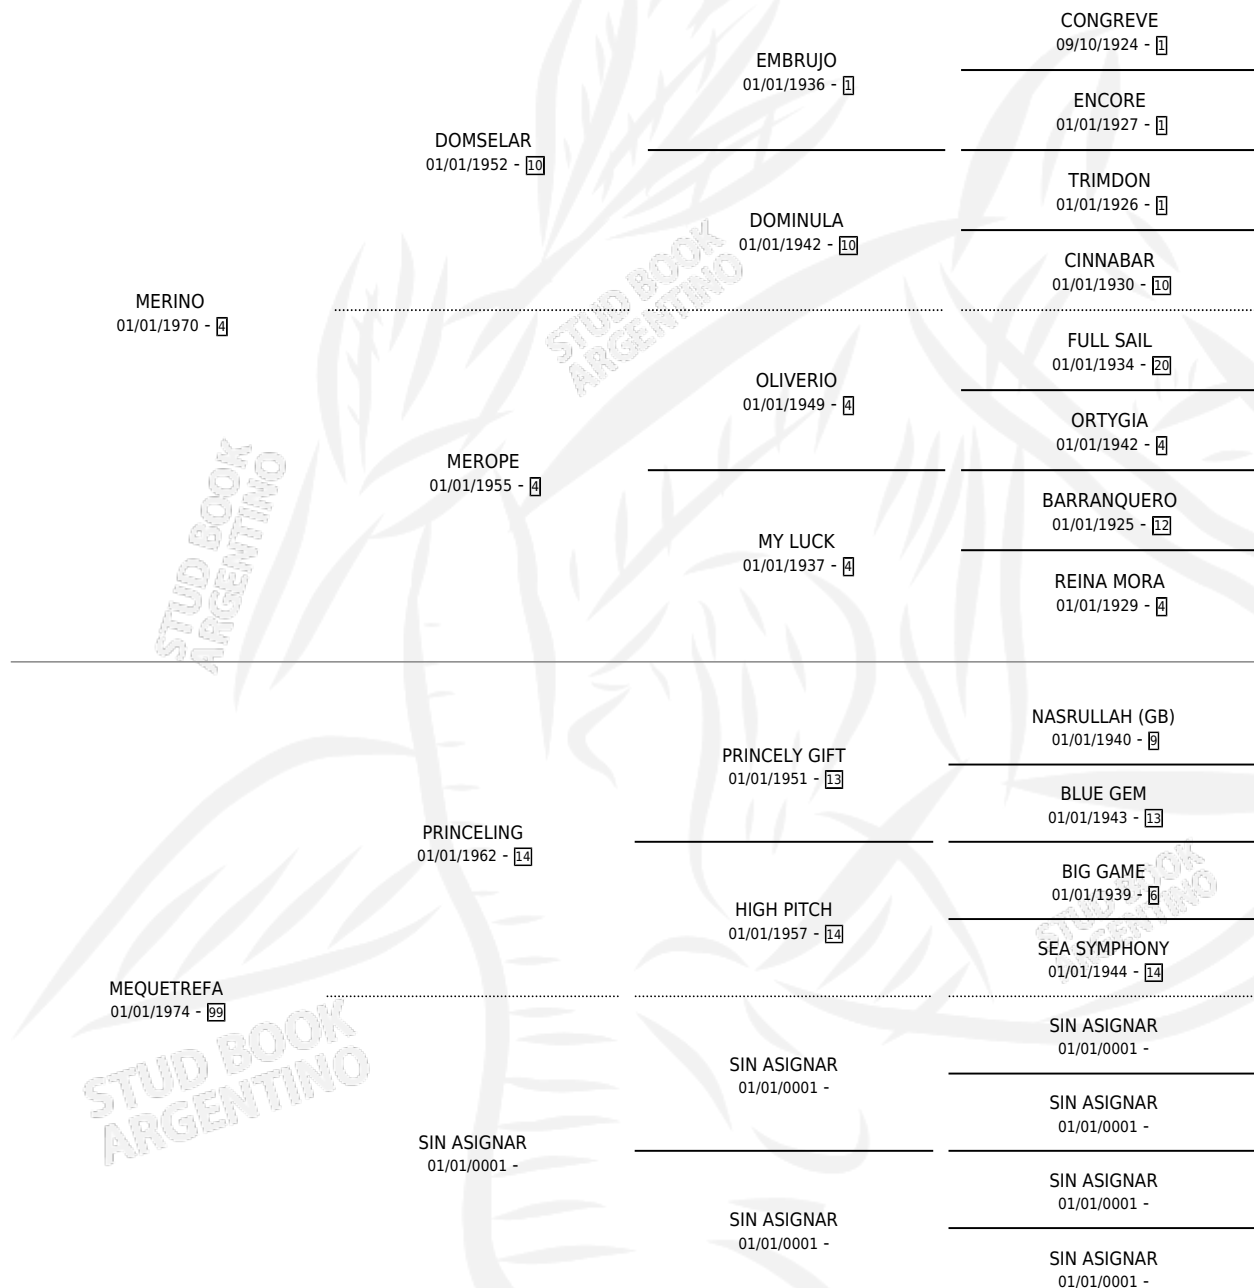 CONGREVE
09/10/1924 - 1
EMBRUJO
01/01/1936 - 1
ENCORE
01/01/1927 - 1
DOMSELAR
01/01/1952 - 10
TRIMDON
01/01/1926 - 1
DOMINULA
01/01/1942 - 10
CINNABAR
01/01/1930 - 10
MERINO
01/01/1970 - 4
FULL SAIL
01/01/1934 - 20
OLIVERIO
01/01/1949 - 4
ORTYGIA
01/01/1942 - 4
MEROPE
01/01/1955 - 4
BARRANQUERO
01/01/1925 - 12
MY LUCK
01/01/1937 - 4
REINA MORA
01/01/1929 - 4
STUD BOOK
ARGENTINO
STUD BOOK
ARGENTINO
NASRULLAH (GB)
01/01/1940 - 9
PRINCELY GIFT
01/01/1951 - 13
BLUE GEM
01/01/1943 - 13
PRINCELING
01/01/1962 - 14
BIG GAME
01/01/1939 - 6
HIGH PITCH
01/01/1957 - 14
SEA SYMPHONY
01/01/1944 - 14
STUD BOOK
ARGENTINO
MEQUETREFA
01/01/1974 - 99
SIN ASIGNAR
01/01/0001 -
SIN ASIGNAR
01/01/0001 -
SIN ASIGNAR
01/01/0001 -
STUD BOOK
ARGENTINO
SIN ASIGNAR
01/01/0001 -
SIN ASIGNAR
01/01/0001 -
SIN ASIGNAR
01/01/0001 -
SIN ASIGNAR
01/01/0001 -